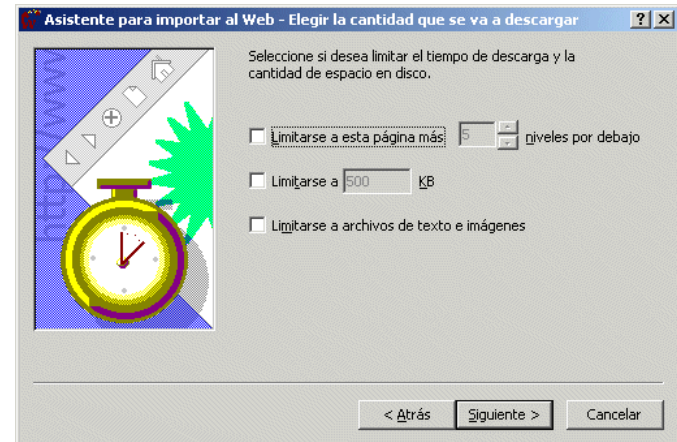 Asistente para importar al Web - Elegir la cantidad que se va a descargar
http://www
Seleccione si desea limitar el tiempo de descarga y la
cantidad de espacio en disco.
Limitarse a esta página más 5 niveles por debajo
Limitarse a 500 KB
Limitarse a archivos de texto e imágenes
< Atrás Siguiente > Cancelar